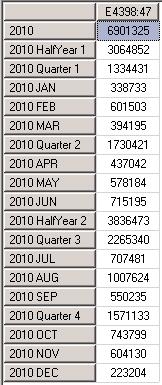 E4398:47
2010 6901325
2010 HalfYear 1 3064852
2010 Quarter 1 1334431
2010 JAN 338733
2010 FEB 601503
2010 MAR 394195
2010 Quarter 2 1730421
2010 APR 437042
2010 MAY 578184
2010 JUN 715195
2010 HalfYear 2 3836473
2010 Quarter 3 2265340
2010 JUL 707481
2010 AUG 1007624
2010 SEP 550235
2010 Quarter 4 1571133
2010 OCT 743799
2010 NOV 604130
2010 DEC 223204